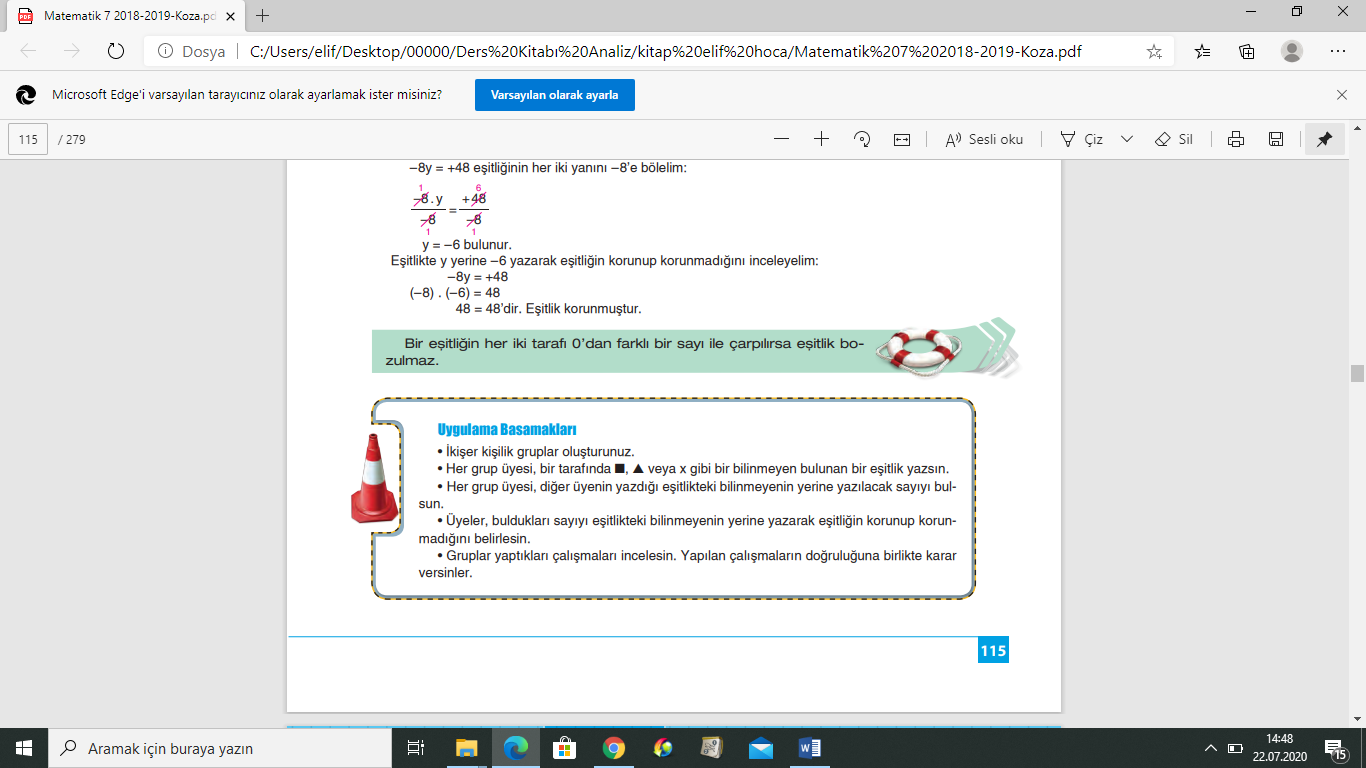 Matematik 7 2018-2019-Koza.pd
Dosya
C:/Users/elif/Desktop/00000/Ders%20Kitabı%20Analiz/kitap%20elif%20hoca/Matematik%207%202018-2019-Koza.pdf
Microsoft Edge'i varsayılan tarayıcınız olarak ayarlamak ister misiniz?
Varsayılan olarak ayarla
115 / 279
Sesli oku
Çiz
Sil
−8y = +48 eşitliğinin her iki yanını −8'e bölelim:
1 6
−8 . y = +48
−8 −8
1 1
y = −6 bulunur.
Eşitlikte y yerine −6 yazarak eşitliğin korunup korunmadığını inceleyelim:
−8y = +48
(−8) . (−6) = 48
48 = 48'dir. Eşitlik korunmuştur.
Bir eşitliğin her iki tarafı 0'dan farklı bir sayı ile çarpılırsa eşitlik bo-
zulmaz.
Uygulama Basamakları
• İkişer kişilik gruplar oluşturunuz.
• Her grup üyesi, bir tarafında ■, ▲ veya x gibi bir bilinmeyen bulunan bir eşitlik yazsın.
• Her grup üyesi, diğer üyenin yazdığı eşitlikteki bilinmeyenin yerine yazılacak sayıyı bul-
sun.
• Üyeler, buldukları sayıyı eşitlikteki bilinmeyenin yerine yazarak eşitliğin korunup korun-
madığını belirlesin.
• Gruplar yaptıkları çalışmaları incelesin. Yapılan çalışmaların doğruluğuna birlikte karar
versinler.
115
Aramak için buraya yazın
14:48
22.07.2020
15